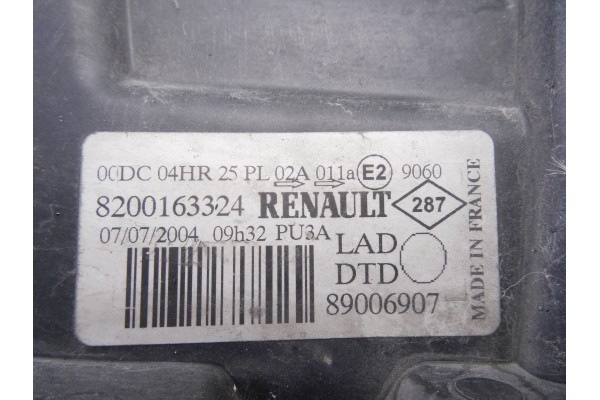 00DC 04HR 25 PL 02A 011a E2 9060
8200163324 RENAULT 287
07/07/2004 09h32 PU3A
LAD
DTD
89006907
MADE IN FRANCE